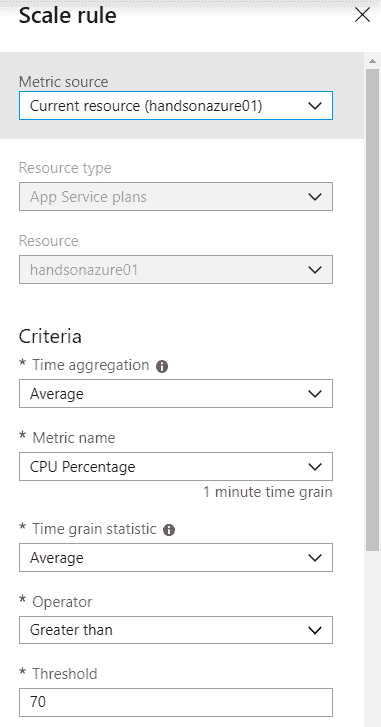 Scale rule
Metric source
Current resource (handsonazure01)
Resource type
App Service plans
Resource
handsonazure01
Criteria
* Time aggregation
Average
* Metric name
CPU Percentage
1 minute time grain
* Time grain statistic
Average
* Operator
Greater than
* Threshold
70